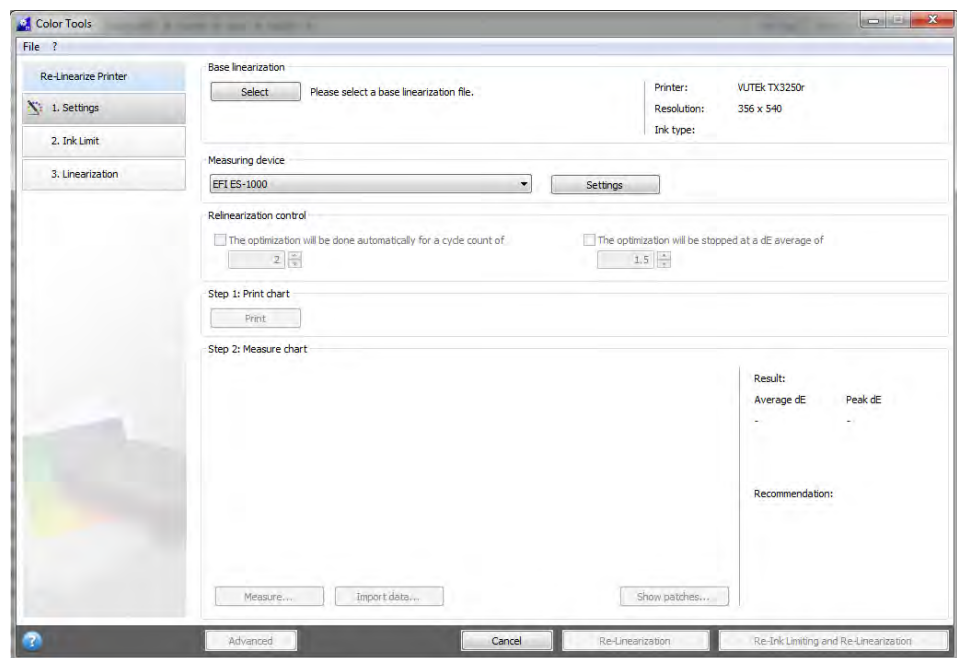 Color Tools
File ?
Re-Linearize Printer
1. Settings
2. Ink Limit
3. Linearization
Base linearization
Select Please select a base linearization file.
Printer: VUTEk TX3250r
Resolution: 356 x 540
Ink type:
Measuring device
EFI ES-1000 Settings
Relinearization control
The optimization will be done automatically for a cycle count of
2
The optimization will be stopped at a dE average of
1.5
Step 1: Print chart
Print
Step 2: Measure chart
Result:
Average dE Peak dE
- -
Recommendation:
Measure... Import data... Show patches...
? Advanced Cancel Re-Linearization Re-Ink Limiting and Re-Linearization